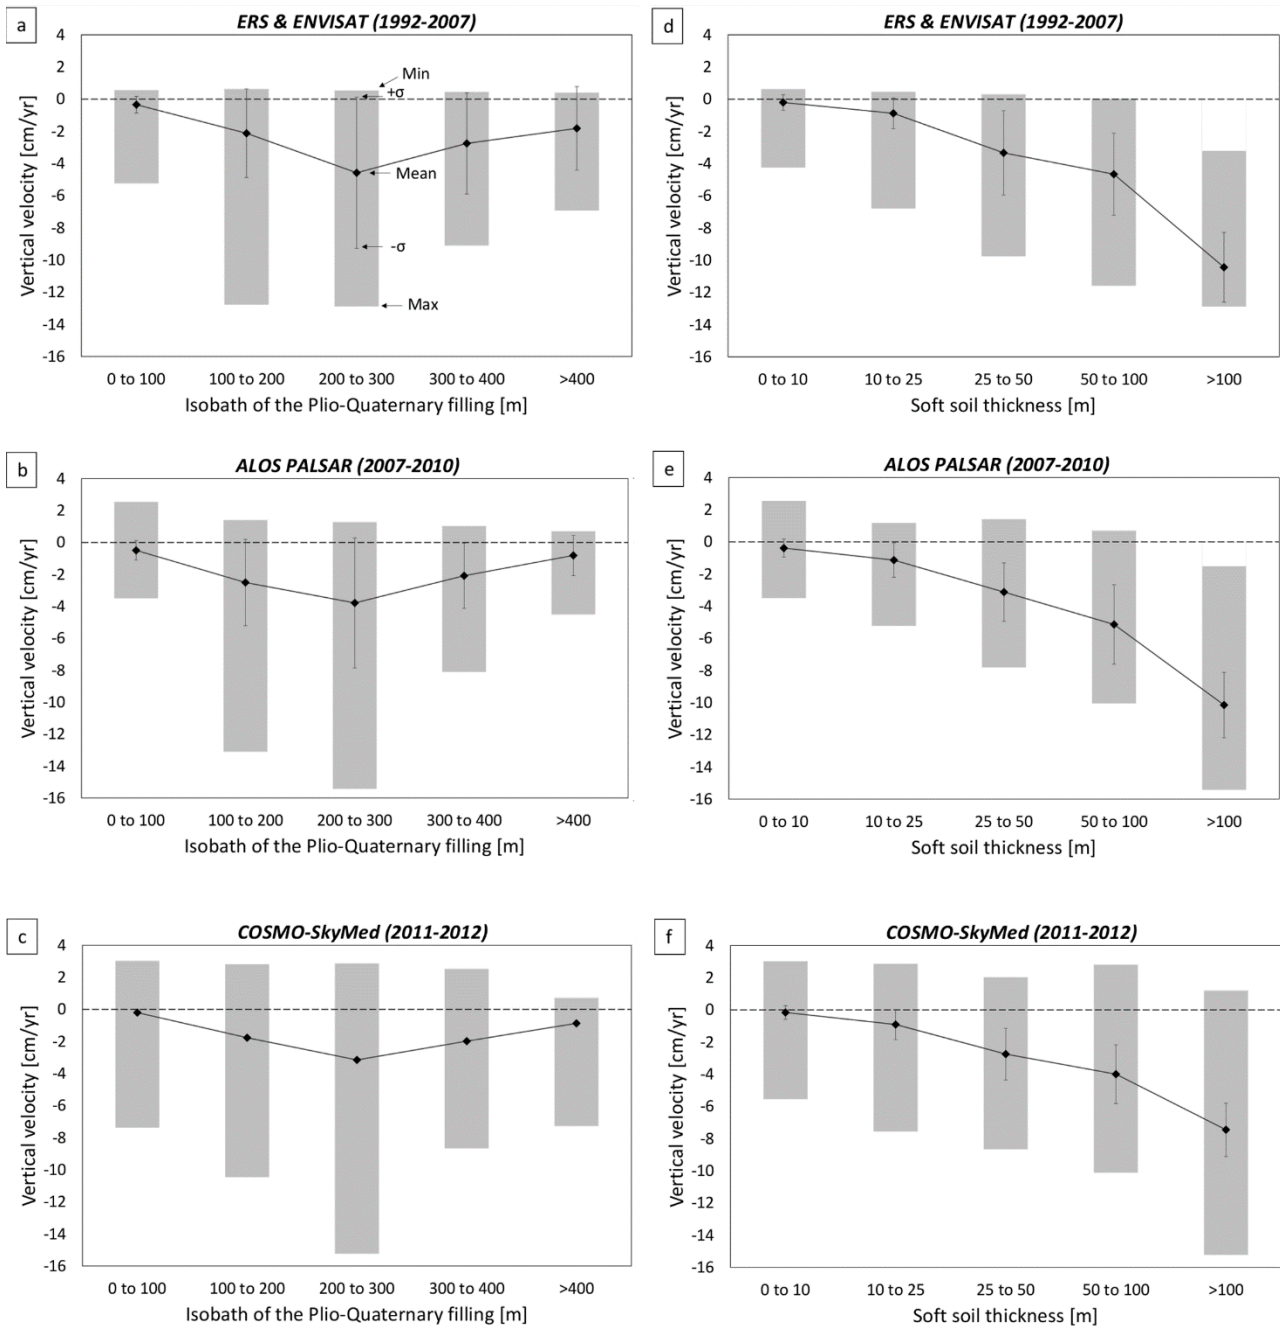 a
ERS & ENVISAT (1992-2007)
4
2
0
-2
-4
-6
-8
-10
-12
-14
-16
Vertical velocity [cm/yr]
Min
+σ
Mean
-σ
Max
0 to 100 100 to 200 200 to 300 300 to 400 >400
Isobath of the Plio-Quaternary filling [m]
d
ERS & ENVISAT (1992-2007)
4
2
0
-2
-4
-6
-8
-10
-12
-14
-16
Vertical velocity [cm/yr]
0 to 10 10 to 25 25 to 50 50 to 100 >100
Soft soil thickness [m]
b
ALOS PALSAR (2007-2010)
4
2
0
-2
-4
-6
-8
-10
-12
-14
-16
Vertical velocity [cm/yr]
0 to 100 100 to 200 200 to 300 300 to 400 >400
Isobath of the Plio-Quaternary filling [m]
e
ALOS PALSAR (2007-2010)
4
2
0
-2
-4
-6
-8
-10
-12
-14
-16
Vertical velocity [cm/yr]
0 to 10 10 to 25 25 to 50 50 to 100 >100
Soft soil thickness [m]
c
COSMO-SkyMed (2011-2012)
4
2
0
-2
-4
-6
-8
-10
-12
-14
-16
Vertical velocity [cm/yr]
0 to 100 100 to 200 200 to 300 300 to 400 >400
Isobath of the Plio-Quaternary filling [m]
f
COSMO-SkyMed (2011-2012)
4
2
0
-2
-4
-6
-8
-10
-12
-14
-16
Vertical velocity [cm/yr]
0 to 10 10 to 25 25 to 50 50 to 100 >100
Soft soil thickness [m]